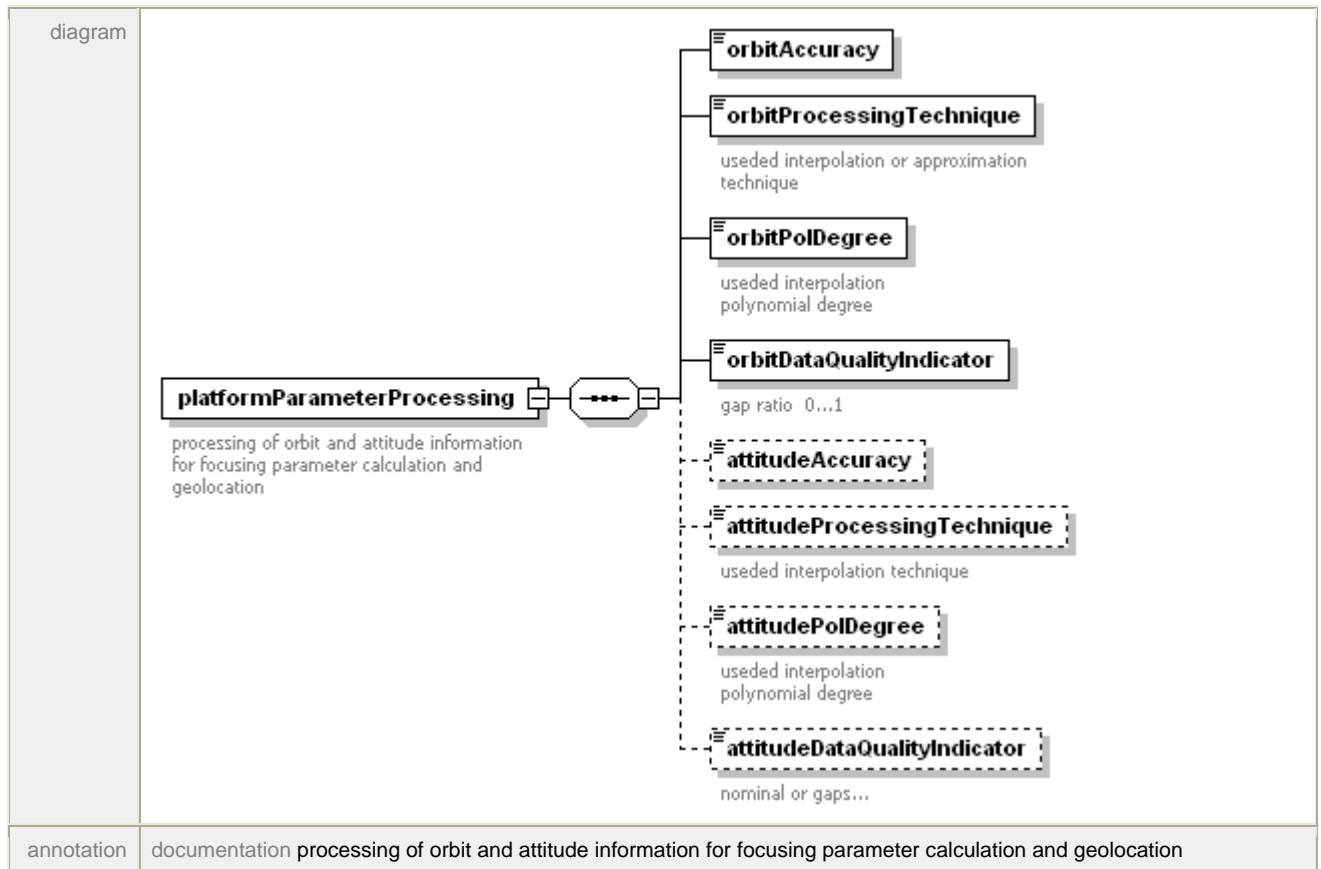 diagram
orbitAccuracy
orbitProcessingTechnique
useded interpolation or approximation
technique
orbitPolDegree
useded interpolation
polynomial degree
orbitDataQualityIndicator
gap ratio 0...1
platformParameterProcessing
processing of orbit and attitude information
for focusing parameter calculation and
geolocation
attitudeAccuracy
attitudeProcessingTechnique
useded interpolation technique
attitudePolDegree
useded interpolation
polynomial degree
attitudeDataQualityIndicator
nominal or gaps...
annotation
documentation processing of orbit and attitude information for focusing parameter calculation and geolocation